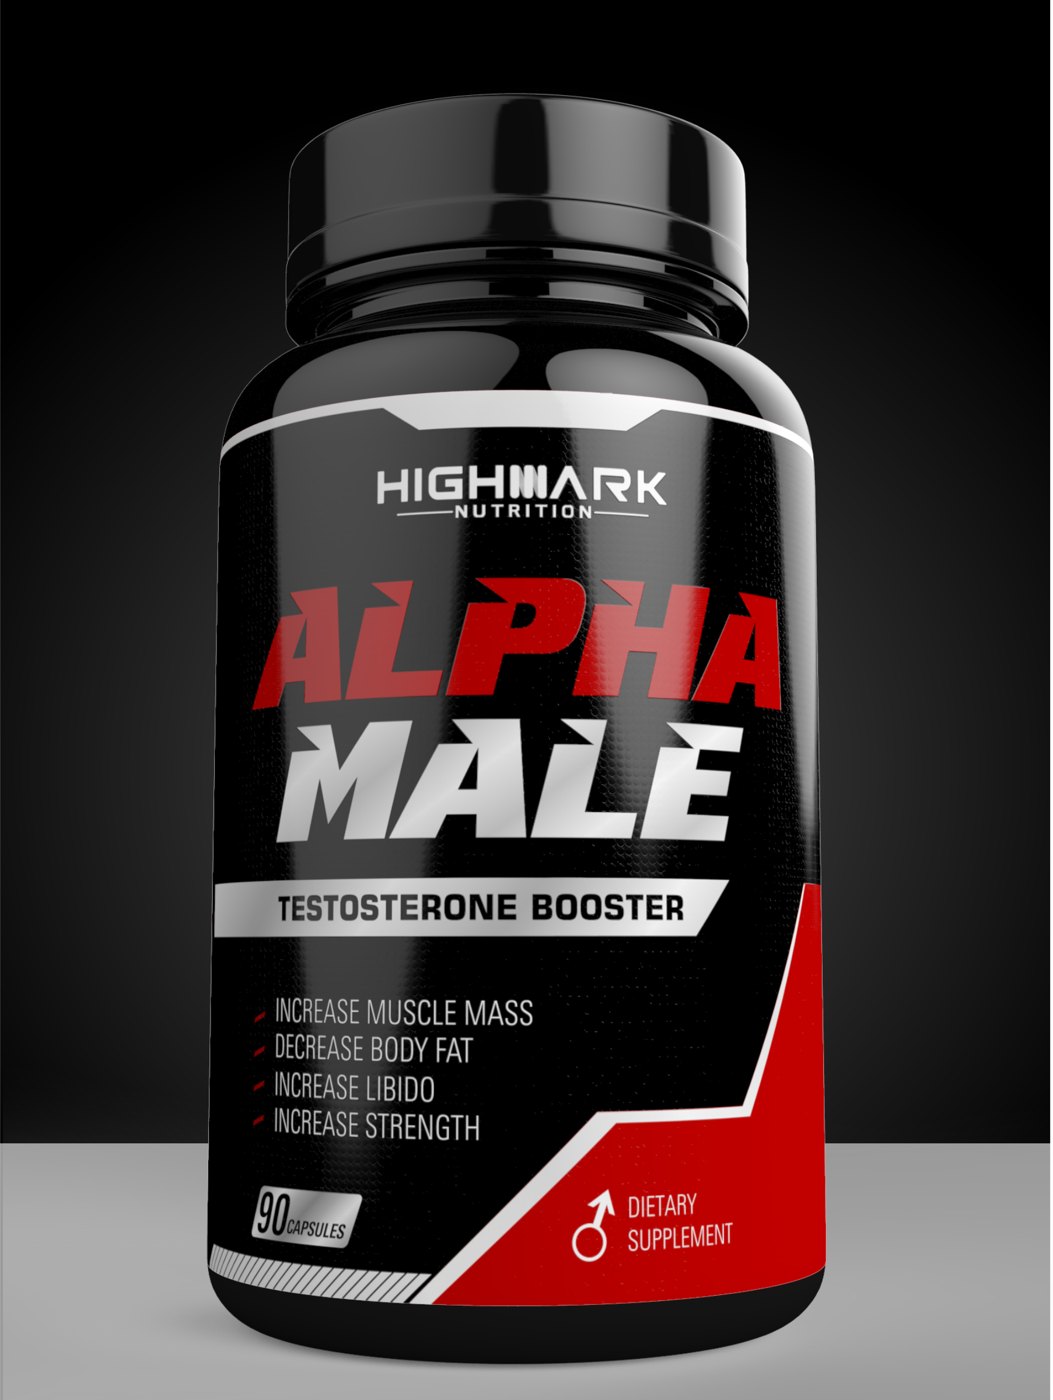 HIGHMARK
NUTRITION
ALPHA
MALE
TESTOSTERONE BOOSTER
INCREASE MUSCLE MASS
DECREASE BODY FAT
INCREASE LIBIDO
INCREASE STRENGTH
90 CAPSULES
DIETARY
SUPPLEMENT